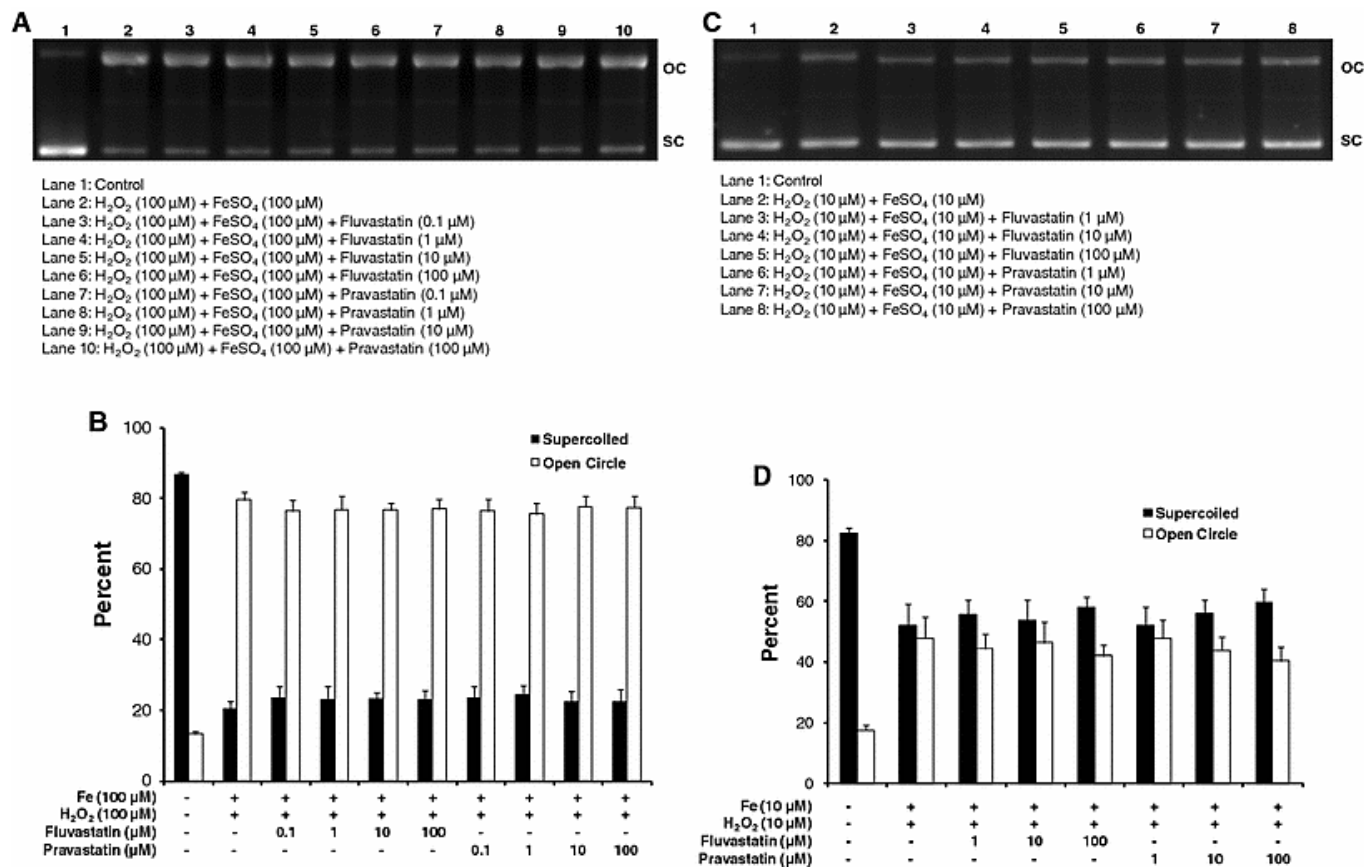 A
1 2 3 4 5 6 7 8 9 10
OC
SC
Lane 1: Control
Lane 2: H₂O₂ (100 µM) + FeSO₄ (100 µM)
Lane 3: H₂O₂ (100 µM) + FeSO₄ (100 µM) + Fluvastatin (0.1 µM)
Lane 4: H₂O₂ (100 µM) + FeSO₄ (100 µM) + Fluvastatin (1 µM)
Lane 5: H₂O₂ (100 µM) + FeSO₄ (100 µM) + Fluvastatin (10 µM)
Lane 6: H₂O₂ (100 µM) + FeSO₄ (100 µM) + Fluvastatin (100 µM)
Lane 7: H₂O₂ (100 µM) + FeSO₄ (100 µM) + Pravastatin (0.1 µM)
Lane 8: H₂O₂ (100 µM) + FeSO₄ (100 µM) + Pravastatin (1 µM)
Lane 9: H₂O₂ (100 µM) + FeSO₄ (100 µM) + Pravastatin (10 µM)
Lane 10: H₂O₂ (100 µM) + FeSO₄ (100 µM) + Pravastatin (100 µM)
C
1 2 3 4 5 6 7 8
OC
SC
Lane 1: Control
Lane 2: H₂O₂ (10 µM) + FeSO₄ (10 µM)
Lane 3: H₂O₂ (10 µM) + FeSO₄ (10 µM) + Fluvastatin (1 µM)
Lane 4: H₂O₂ (10 µM) + FeSO₄ (10 µM) + Fluvastatin (10 µM)
Lane 5: H₂O₂ (10 µM) + FeSO₄ (10 µM) + Fluvastatin (100 µM)
Lane 6: H₂O₂ (10 µM) + FeSO₄ (10 µM) + Pravastatin (1 µM)
Lane 7: H₂O₂ (10 µM) + FeSO₄ (10 µM) + Pravastatin (10 µM)
Lane 8: H₂O₂ (10 µM) + FeSO₄ (10 µM) + Pravastatin (100 µM)
B
Percent
100
80
60
40
20
0
Supercoiled
Open Circle
Fe (100 µM) - + + + + + + + + +
H₂O₂ (100 µM) - + + + + + + + + +
Fluvastatin (µM) - - 0.1 1 10 100 - - - -
Pravastatin (µM) - - - - - - 0.1 1 10 100
D
Percent
100
80
60
40
20
0
Supercoiled
Open Circle
Fe (10 µM) - + + + + + + +
H₂O₂ (10 µM) - + + + + + + +
Fluvastatin (µM) - - 1 10 100 - - -
Pravastatin (µM) - - - - - 1 10 100